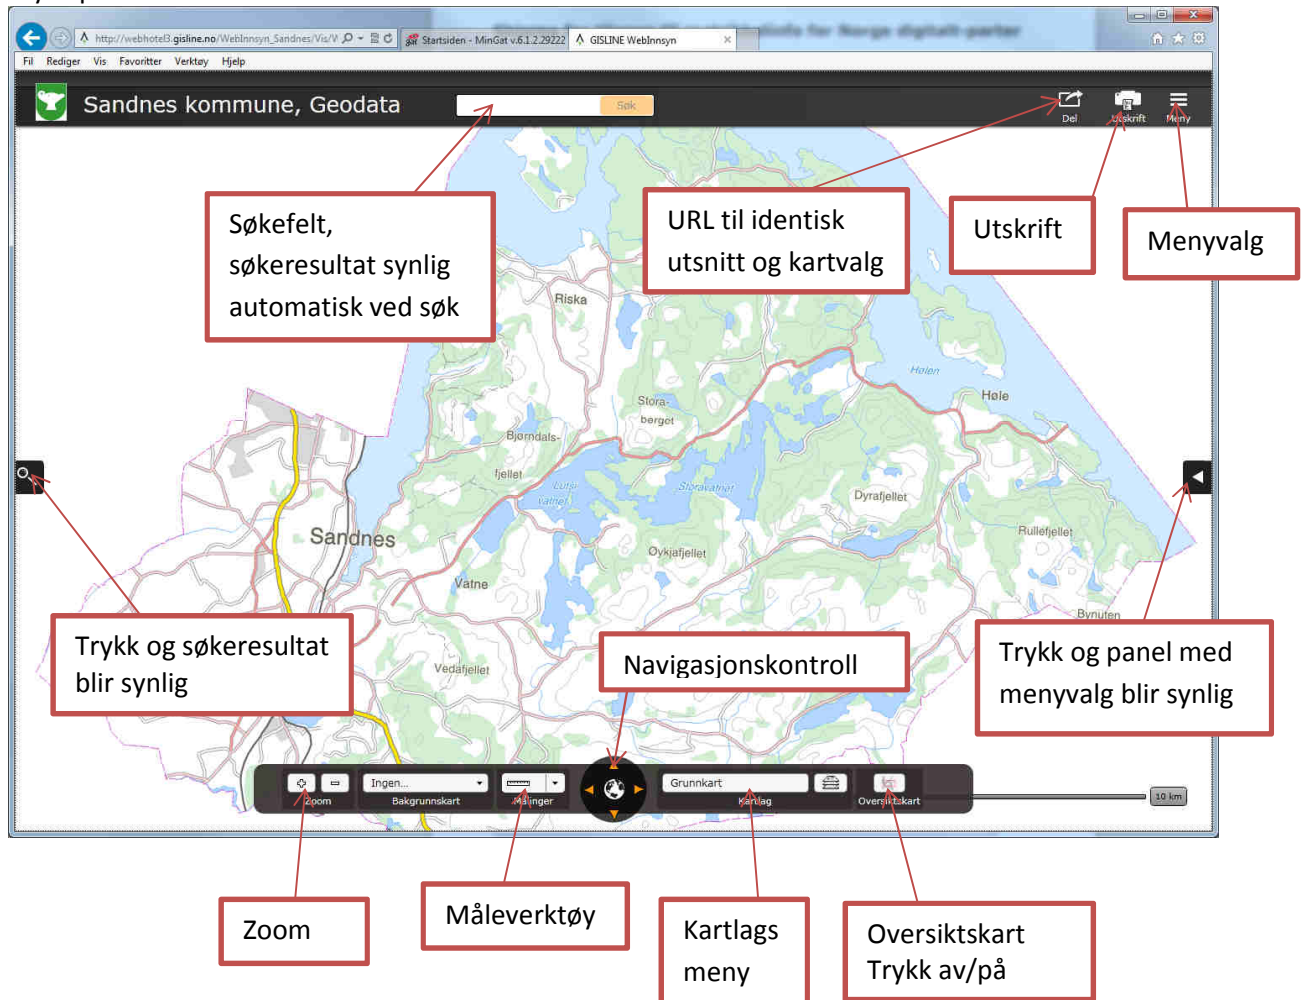 http://webhotel3.gisline.no/WebInnsyn_Sandnes/Vis/V
Startsiden - MinGat v.6.1.2.29222
GISLINE WebInnsyn
Fil Rediger Vis Favoritter Verktøy Hjelp
Sandnes kommune, Geodata
Søk
Del
Utskrift
Meny
Søkefelt,
søkeresultat synlig
automatisk ved søk
URL til identisk
utsnitt og kartvalg
Utskrift
Menyvalg
Riska
Hølen
Høle
Stora-
berget
Bjørndals-
fjellet
Lutsi
vatnet
Storavatnet
Dyrafjellet
Rullefjellet
Sandnes
Øykjafjellet
Vatne
Bynuten
Vedafjellet
Trykk og søkeresultat
blir synlig
Navigasjonskontroll
Trykk og panel med
menyvalg blir synlig
Ingen...
Grunnkart
Zoom
Bakgrunnskart
Målinger
Kartlag
Oversiktskart
10 km
Zoom
Måleverktøy
Kartlags
meny
Oversiktskart
Trykk av/på